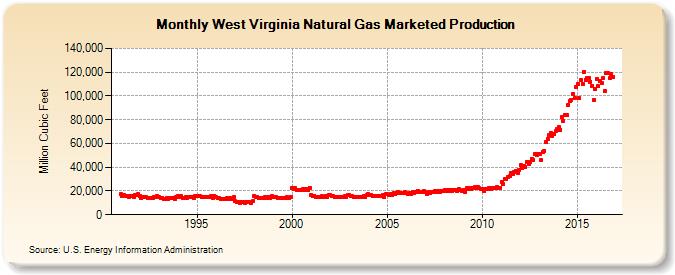 Monthly West Virginia Natural Gas Marketed Production
Million Cubic Feet
140,000
120,000
100,000
80,000
60,000
40,000
20,000
0
1995 2000 2005 2010 2015
Source: U.S. Energy Information Administration